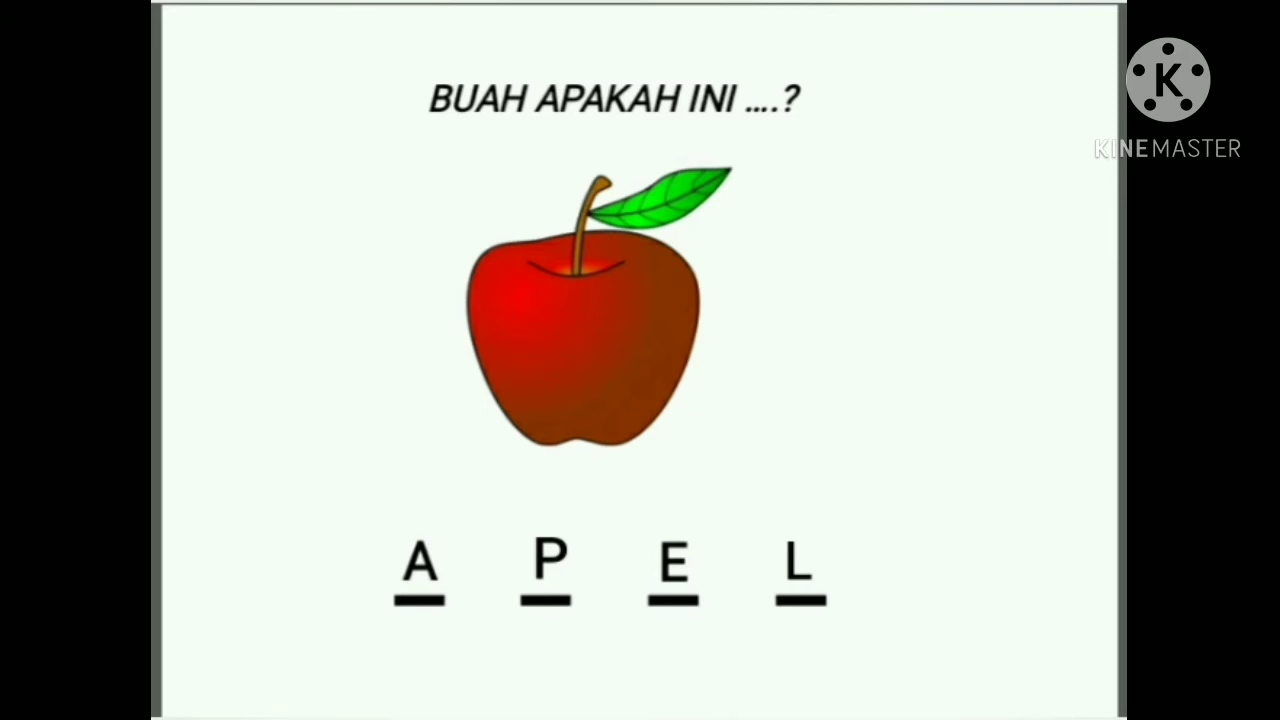 BUAH APAKAH INI ....?
K
KINEMASTER
A P E L